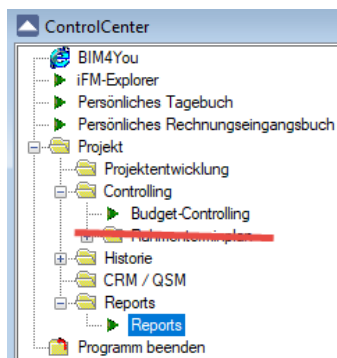 ControlCenter
BIM4You
iFM-Explorer
Persönliches Tagebuch
Persönliches Rechnungseingangsbuch
Projekt
Projektentwicklung
Controlling
Budget-Controlling
Rahmenterminplan
Historie
CRM / QSM
Reports
Reports
Programm beenden